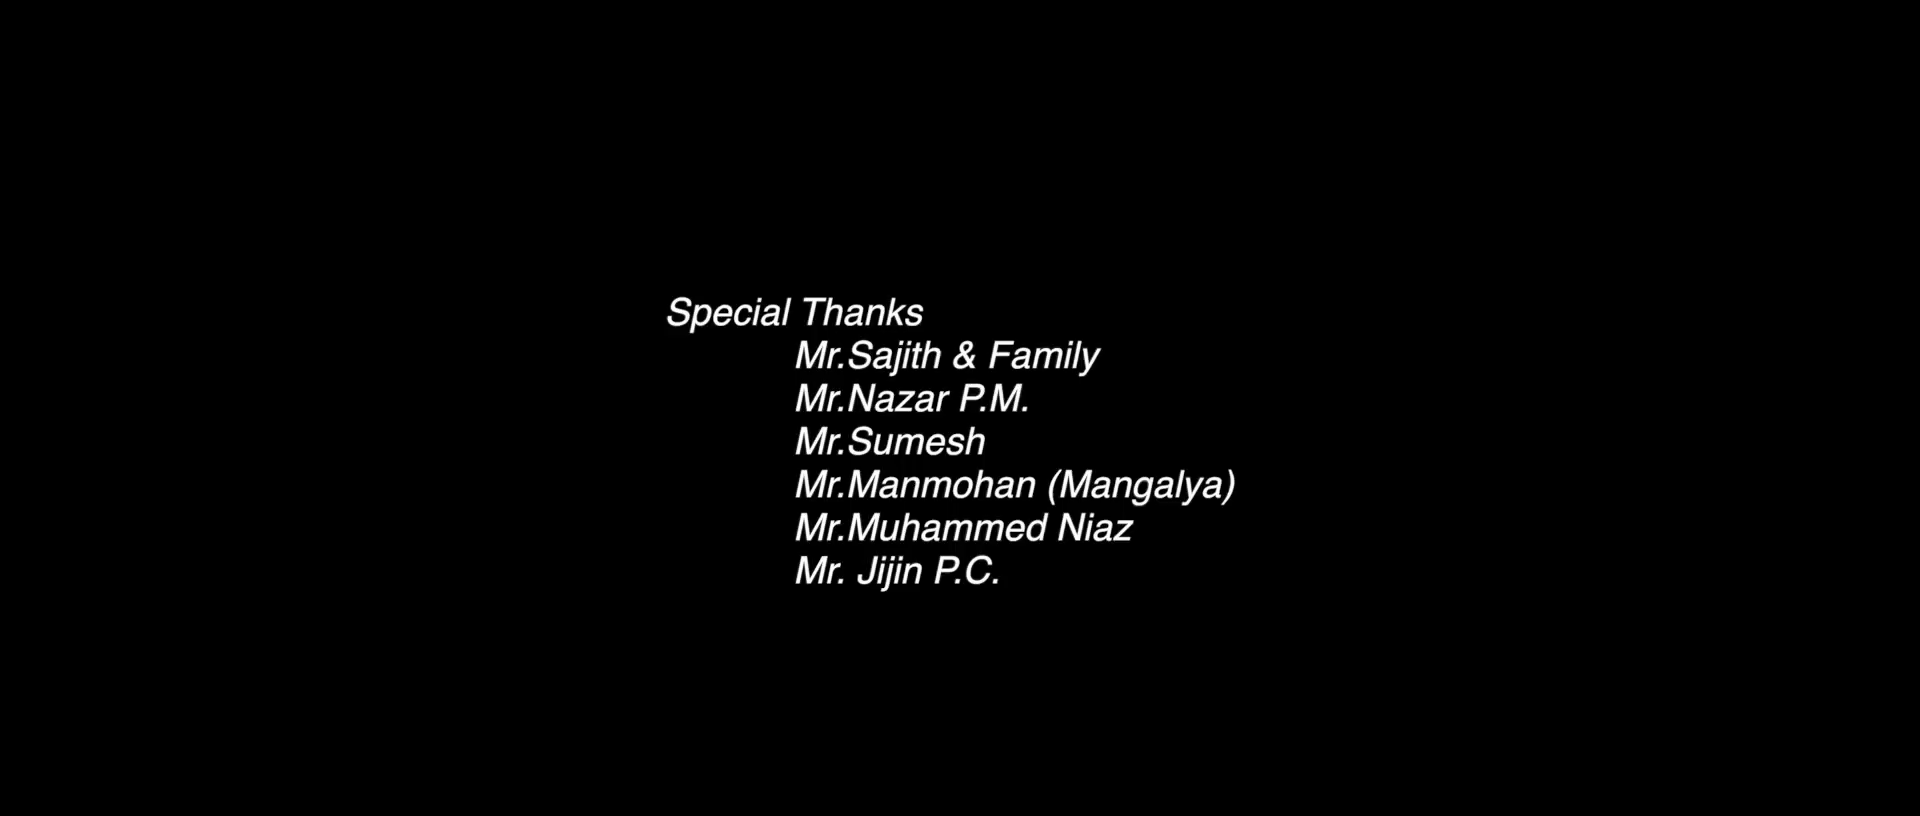 Special Thanks
Mr.Sajith & Family
Mr.Nazar P.M.
Mr.Sumesh
Mr.Manmohan (Mangalya)
Mr.Muhammed Niaz
Mr. Jijin P.C.